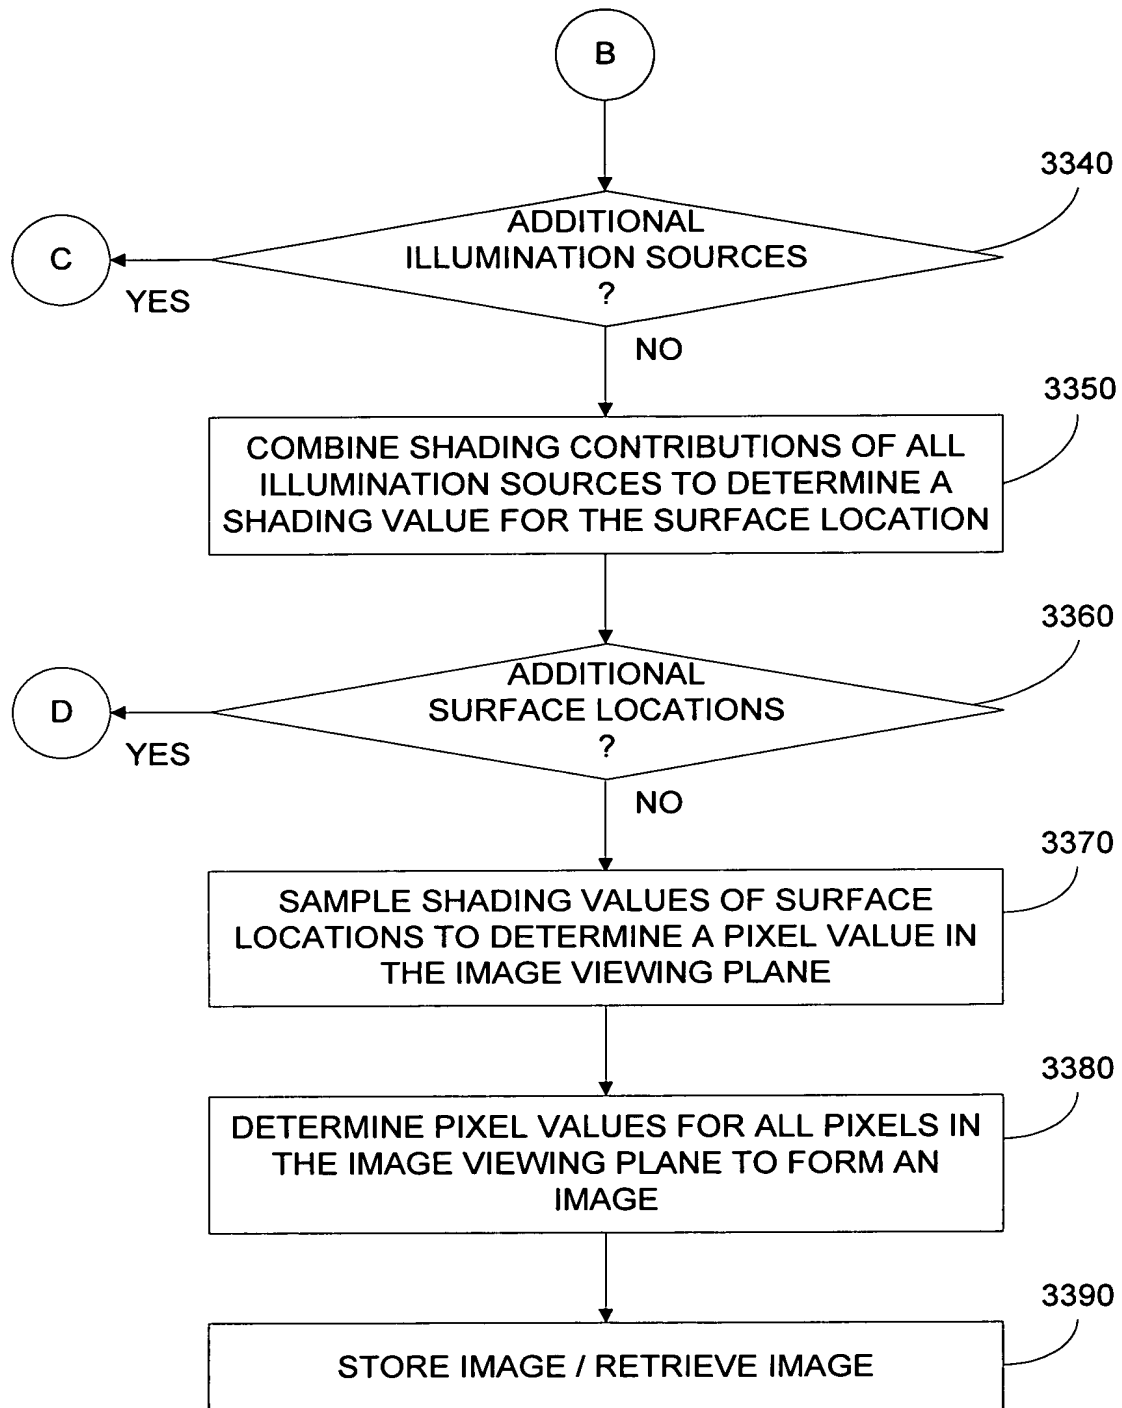 B
3340
ADDITIONAL
ILLUMINATION SOURCES
?
C
YES
NO
3350
COMBINE SHADING CONTRIBUTIONS OF ALL
ILLUMINATION SOURCES TO DETERMINE A
SHADING VALUE FOR THE SURFACE LOCATION
3360
ADDITIONAL
SURFACE LOCATIONS
?
D
YES
NO
3370
SAMPLE SHADING VALUES OF SURFACE
LOCATIONS TO DETERMINE A PIXEL VALUE IN
THE IMAGE VIEWING PLANE
3380
DETERMINE PIXEL VALUES FOR ALL PIXELS IN
THE IMAGE VIEWING PLANE TO FORM AN
IMAGE
3390
STORE IMAGE / RETRIEVE IMAGE